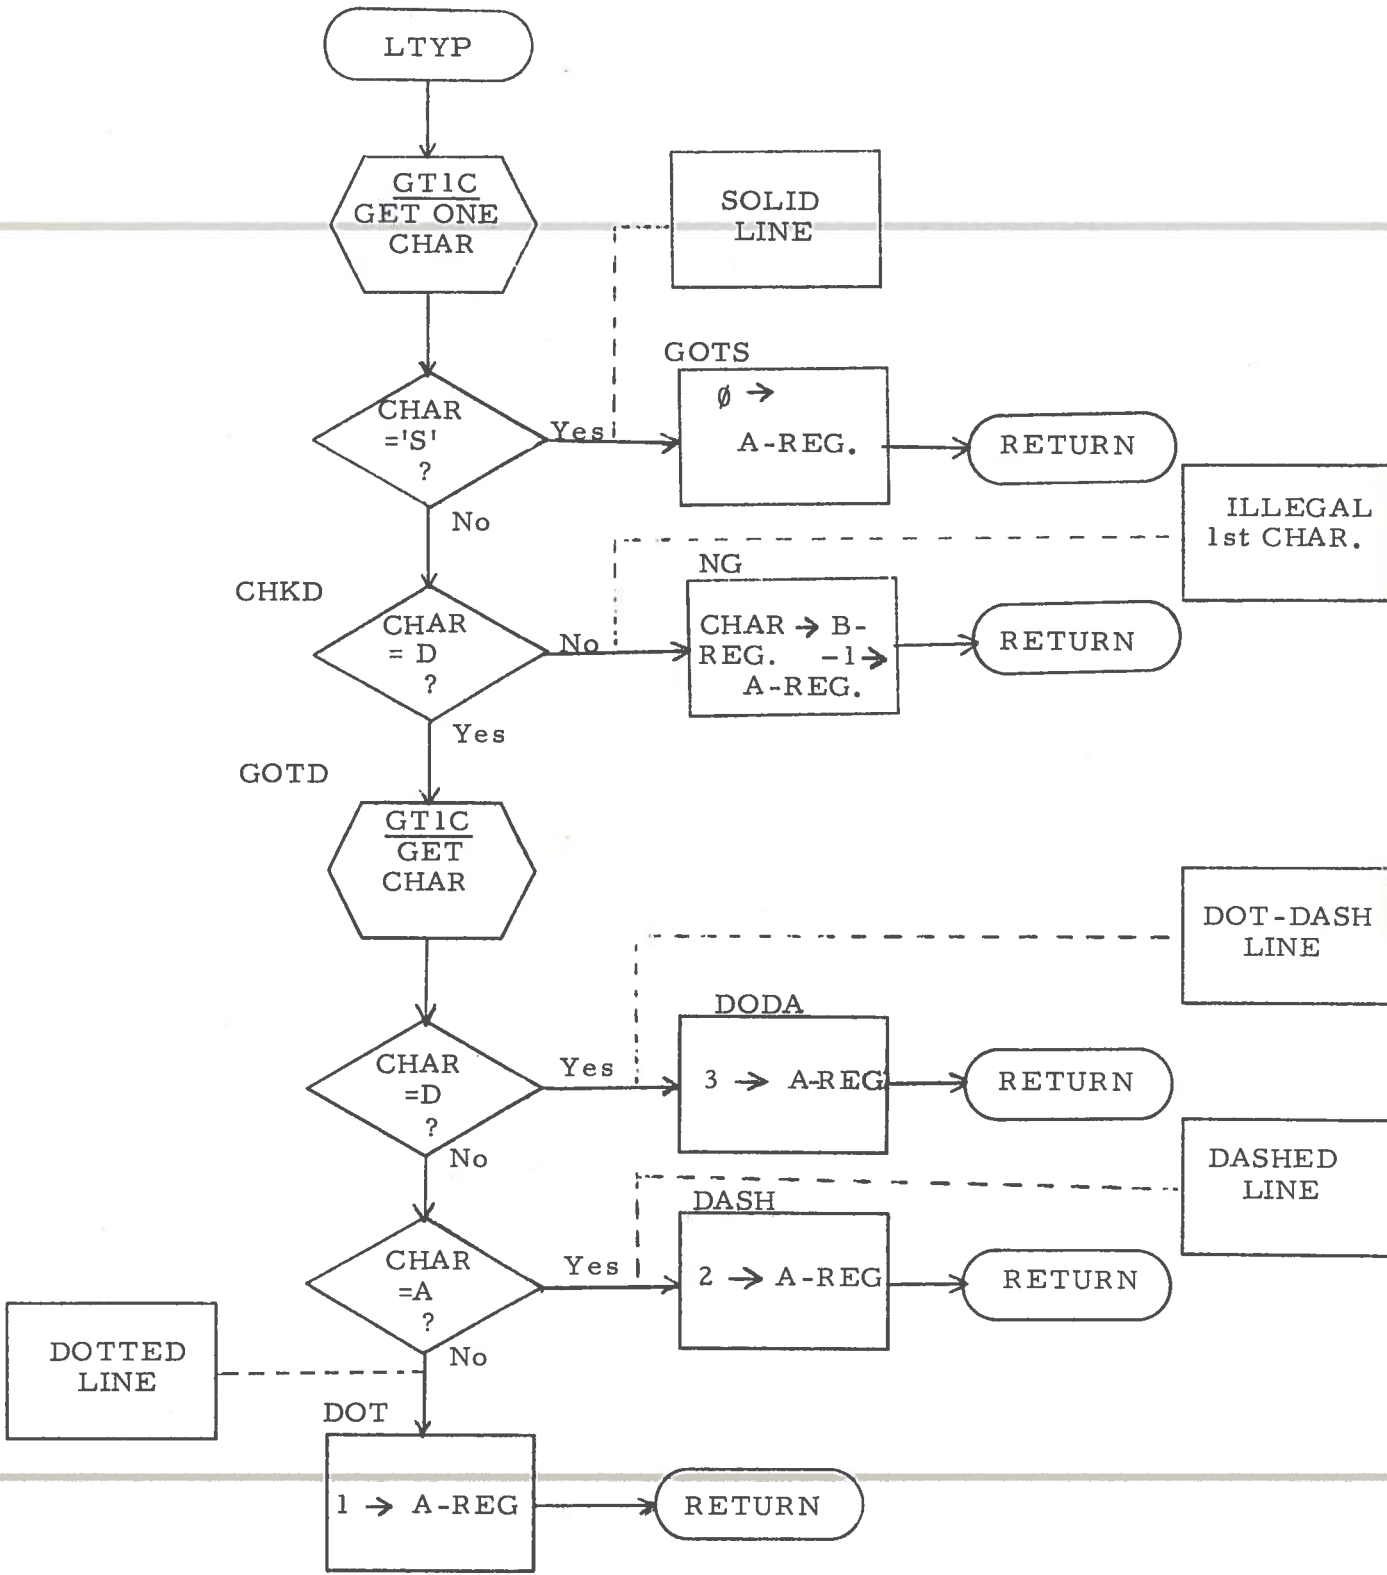 LTYP
GT1C
GET ONE
CHAR
SOLID
LINE
CHAR
='S'
?
Yes
GOTS
∅ →
A-REG.
RETURN
No
ILLEGAL
1st CHAR.
CHKD
CHAR
= D
?
No
NG
CHAR → B-
REG. -1→
A-REG.
RETURN
Yes
GOTD
GT1C
GET
CHAR
DOT-DASH
LINE
CHAR
=D
?
Yes
DODA
3 → A-REG
RETURN
No
DASHED
LINE
CHAR
=A
?
Yes
DASH
2 → A-REG
RETURN
No
DOTTED
LINE
DOT
1 → A-REG
RETURN